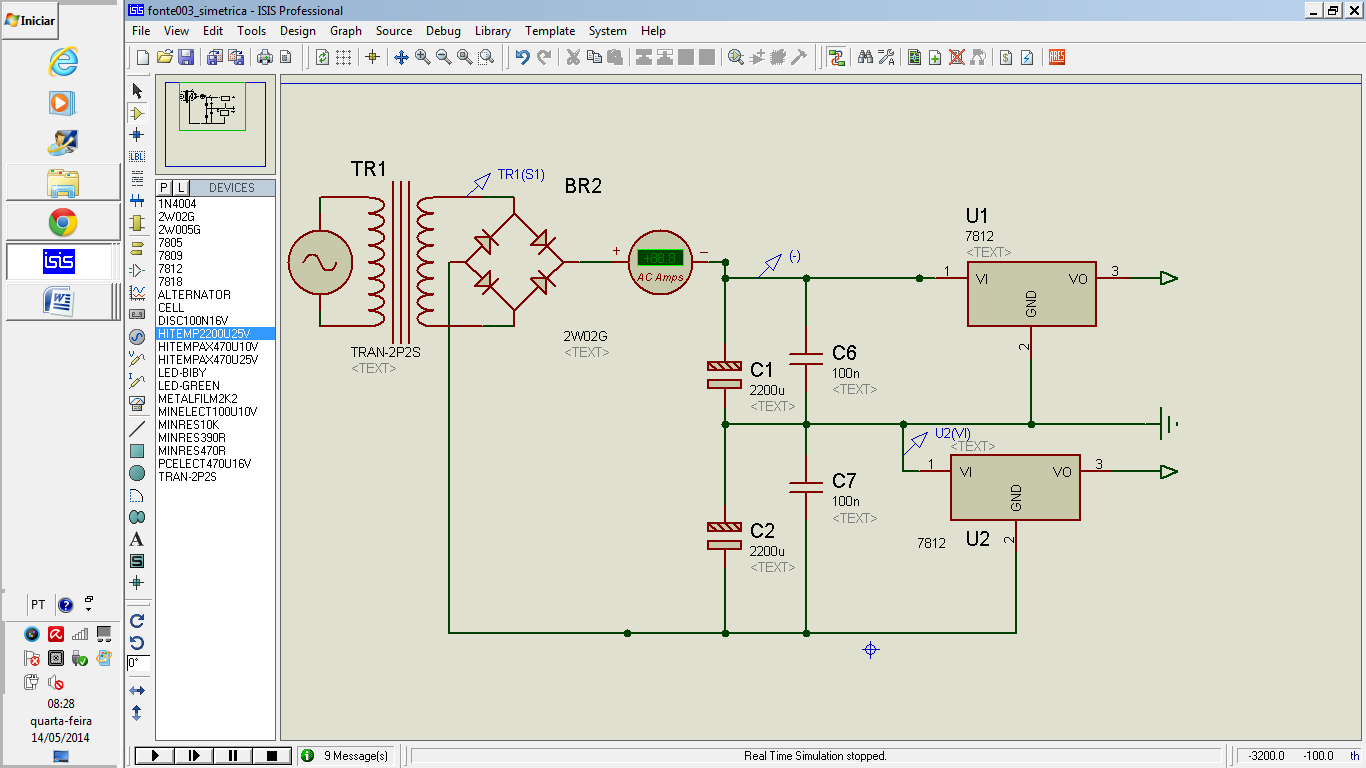 Iniciar
fonte003_simetrica - ISIS Professional
File View Edit Tools Design Graph Source Debug Library Template System Help
LBL
ARES
P L DEVICES
1N4004
2W02G
2W005G
7805
7809
7812
7818
ALTERNATOR
CELL
DISC100N16V
HITEMP2200U25V
HITEMPAX470U10V
HITEMPAX470U25V
LED-BIBY
LED-GREEN
METALFILM2K2
MINELECT100U10V
MINRES10K
MINRES390R
MINRES470R
PCELECT470U16V
TRAN-2P2S
isis
A
S
0°
TR1
TR1(S1)
BR2
TRAN-2P2S
<TEXT>
2W02G
<TEXT>
+ −
+88.8
AC Amps
(-)
U1
7812
<TEXT>
1 VI VO 3
GND
2
C1
2200u
<TEXT>
C6
100n
<TEXT>
U2(VI)
<TEXT>
1 VI VO 3
GND
2
7812 U2
C7
100n
<TEXT>
C2
2200u
<TEXT>
PT
08:28
quarta-feira
14/05/2014
9 Message(s)
Real Time Simulation stopped.
-3200.0 -100.0 th